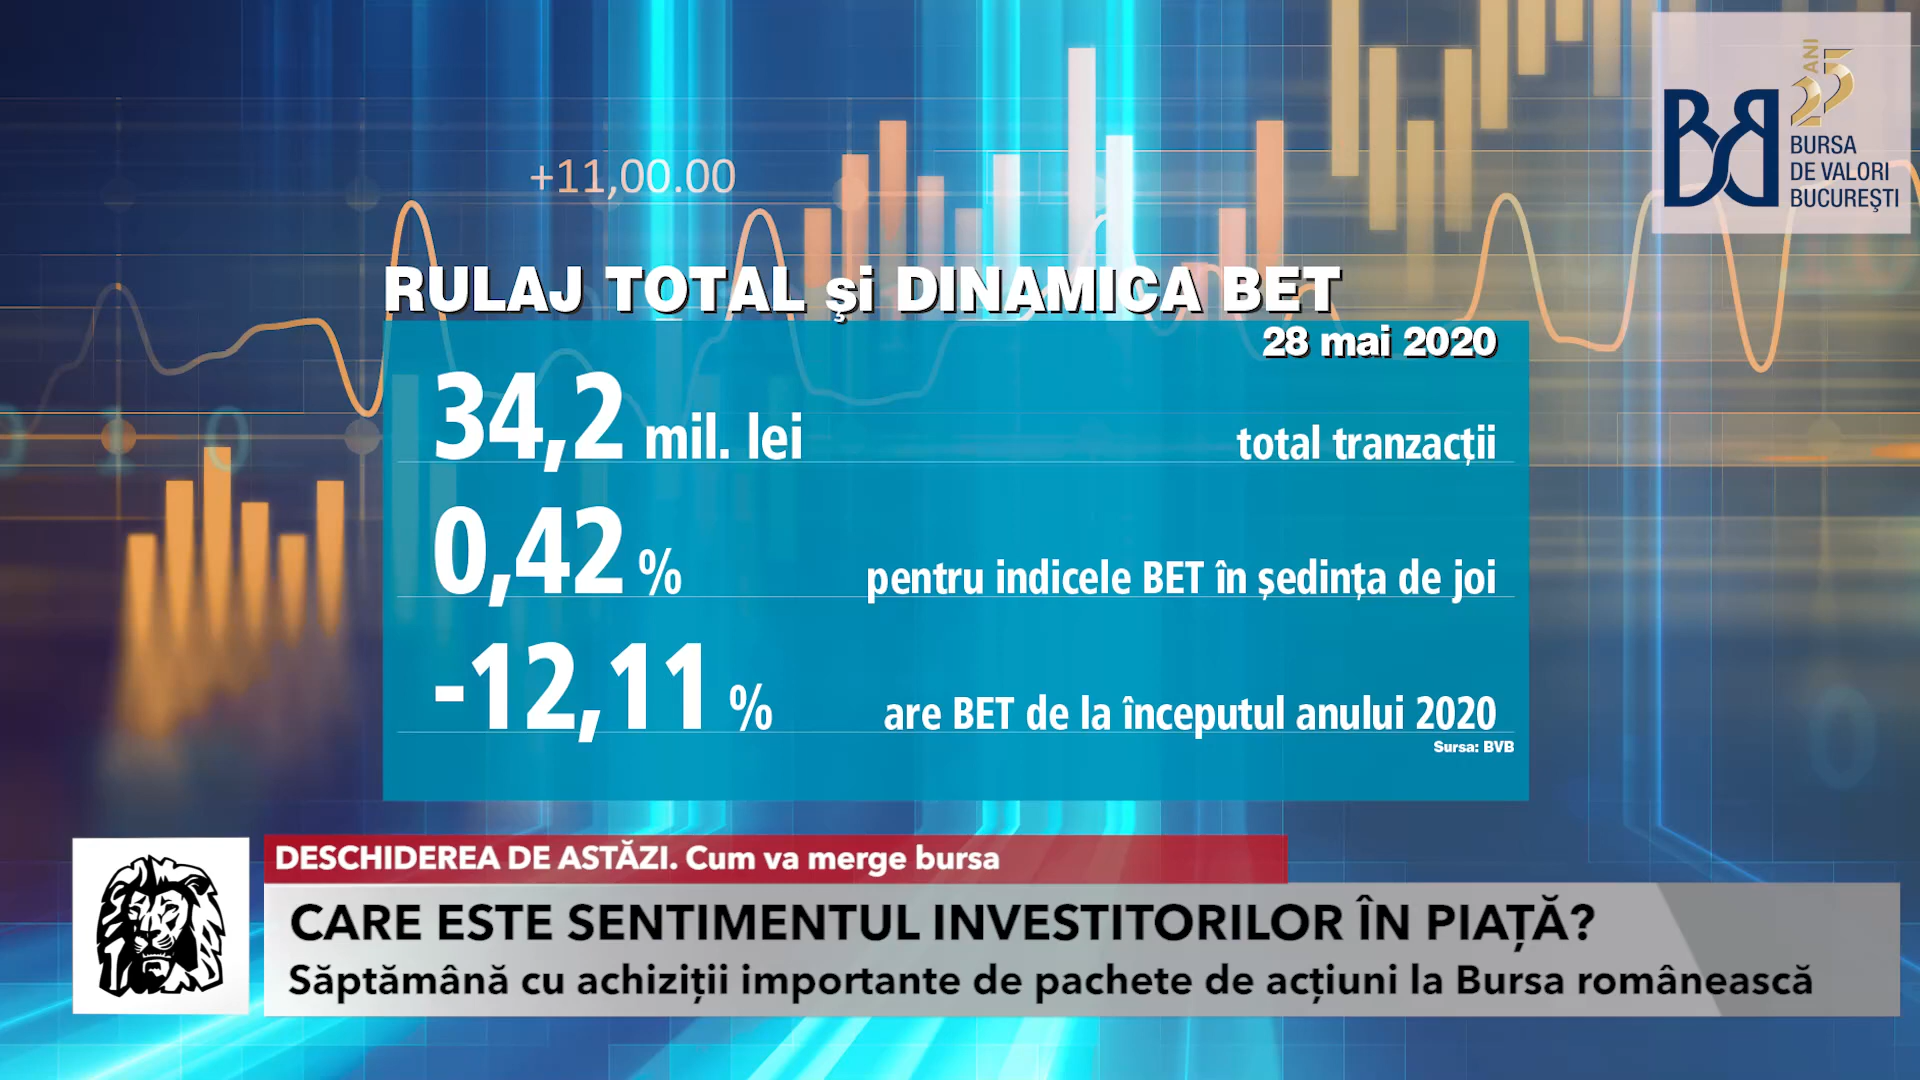 25 ANI
BURSA
DE VALORI
BUCUREŞTI
+11,00.00
RULAJ TOTAL şi DINAMICA BET
28 mai 2020
34,2 mil. lei total tranzacții
0,42 % pentru indicele BET în ședința de joi
-12,11 % are BET de la începutul anului 2020
Sursa: BVB
DESCHIDEREA DE ASTĂZI. Cum va merge bursa
CARE ESTE SENTIMENTUL INVESTITORILOR ÎN PIAȚĂ?
Săptămână cu achiziții importante de pachete de acțiuni la Bursa românească